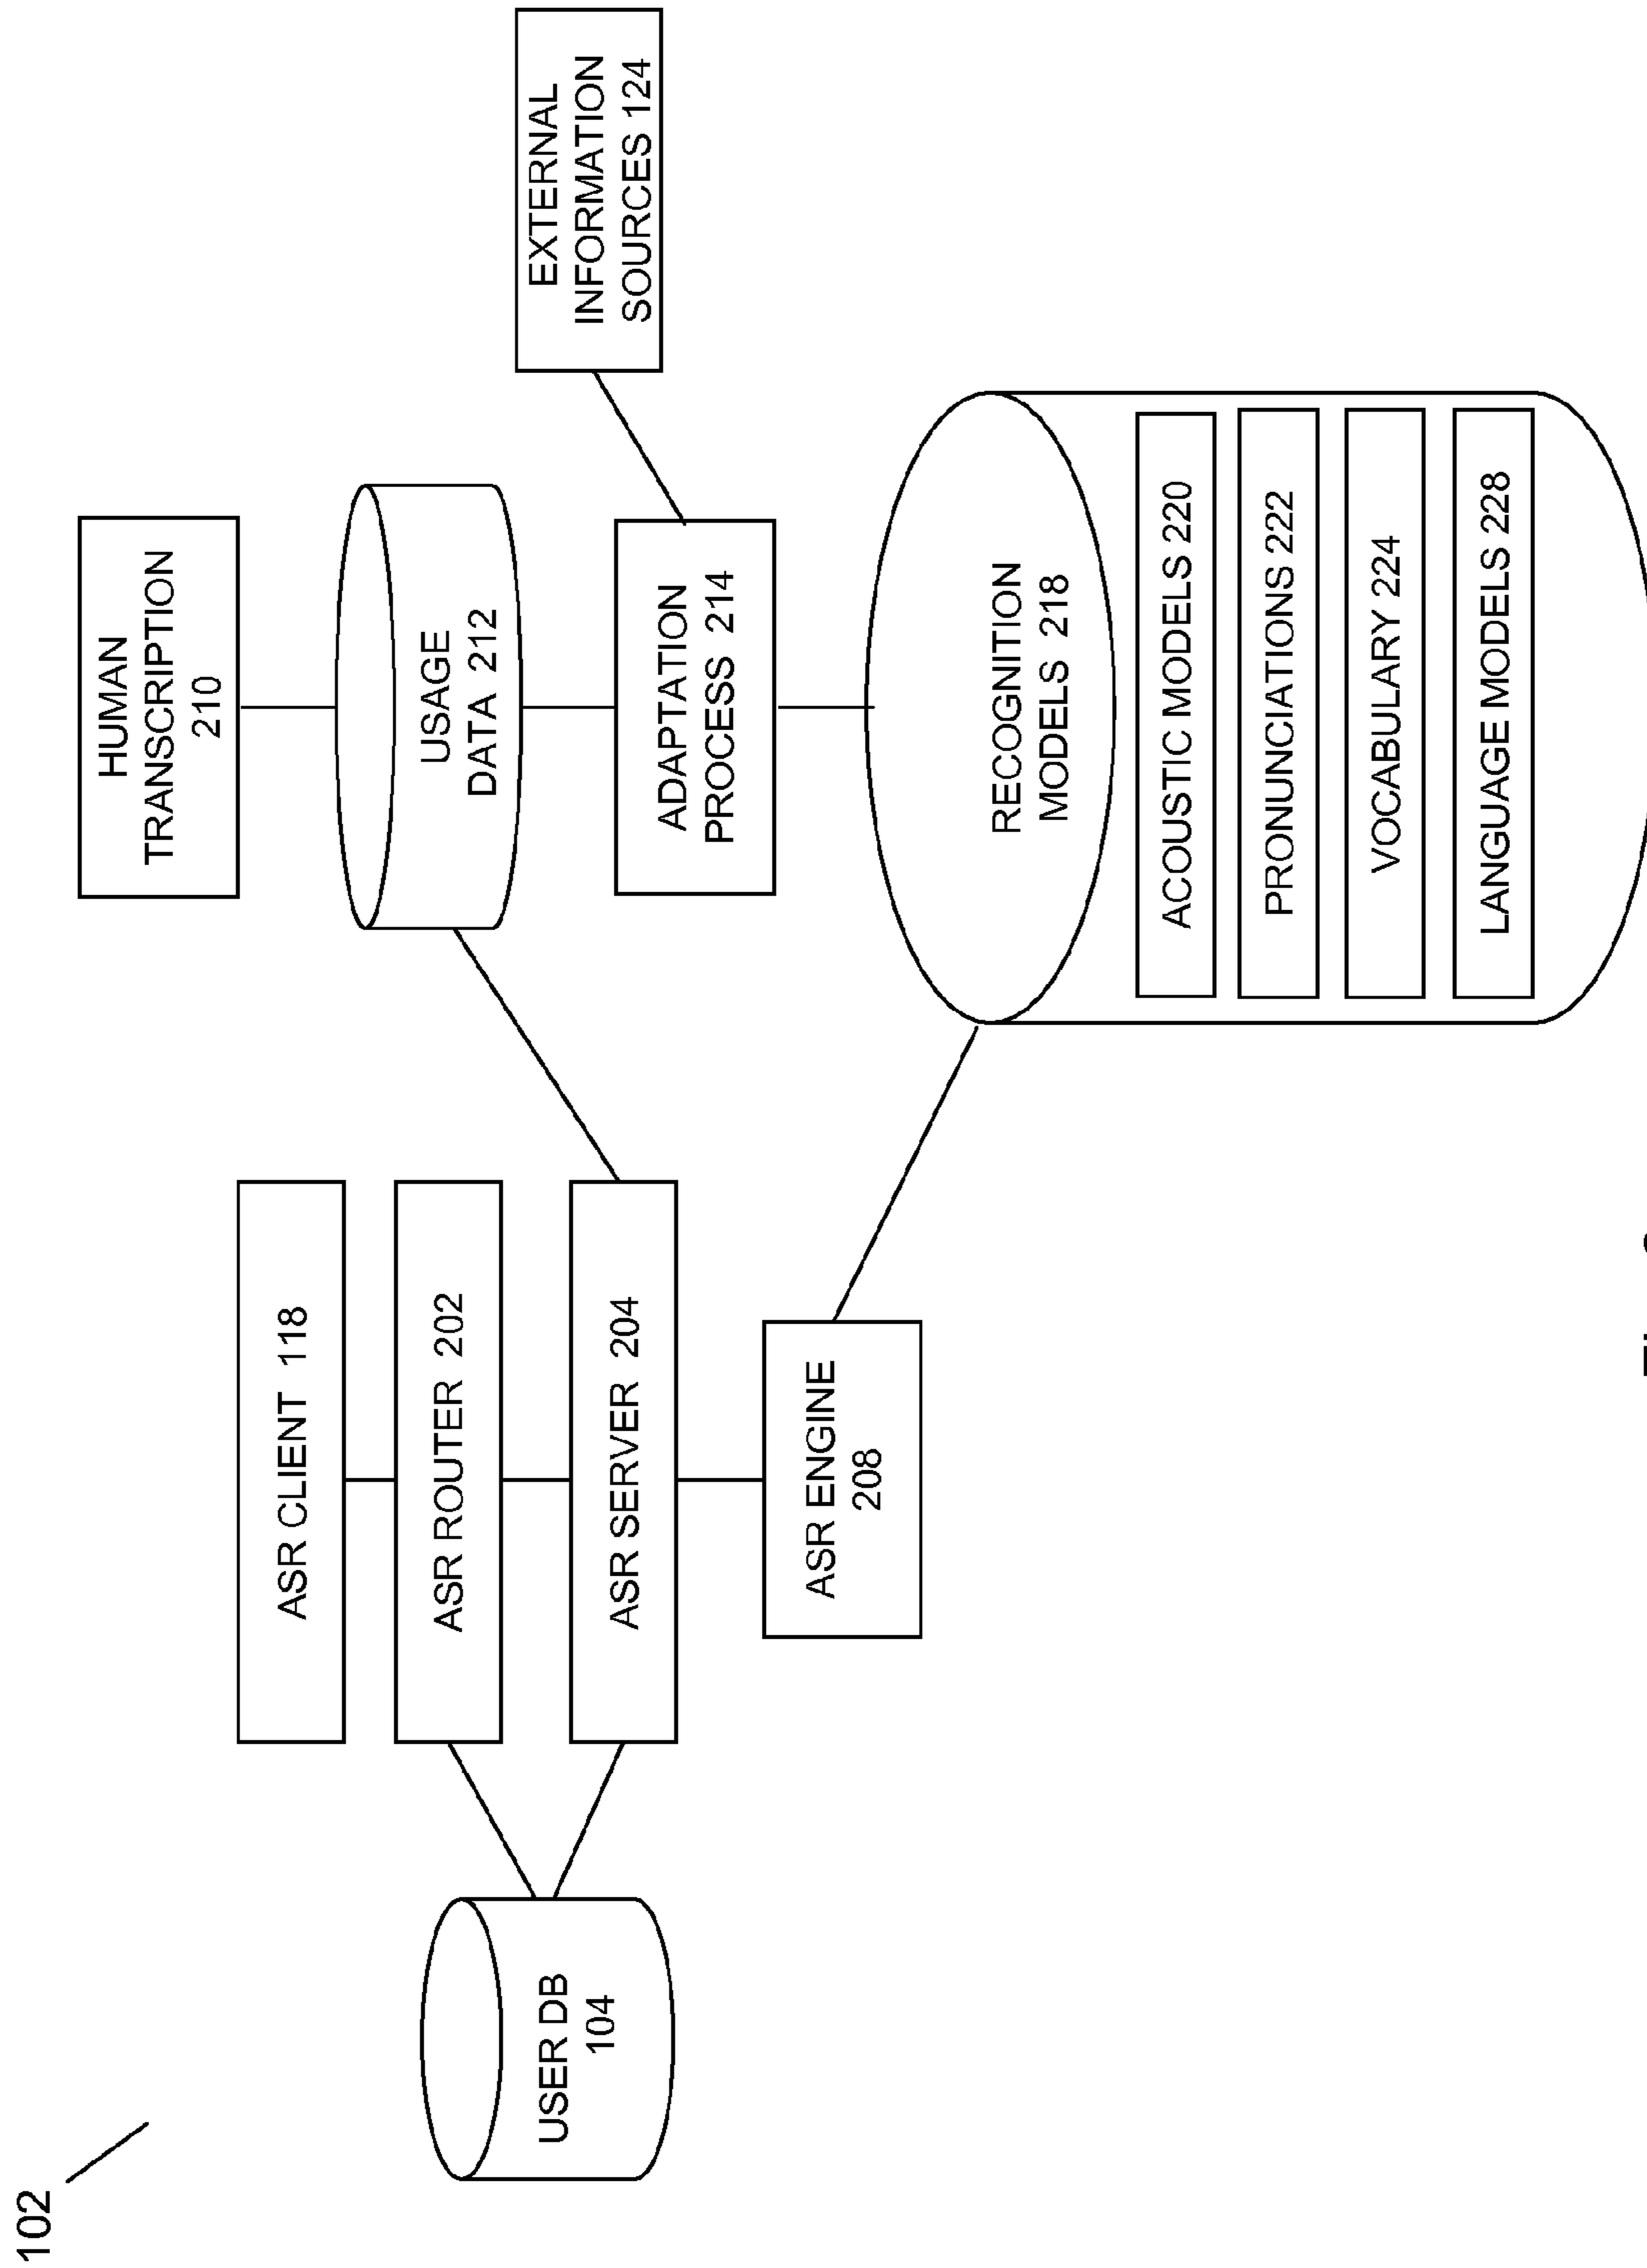 102
USER DB
104
ASR CLIENT 118
ASR ROUTER 202
ASR SERVER 204
ASR ENGINE
208
HUMAN
TRANSCRIPTION
210
USAGE
DATA 212
ADAPTATION
PROCESS 214
EXTERNAL
INFORMATION
SOURCES 124
RECOGNITION
MODELS 218
ACOUSTIC MODELS 220
PRONUNCIATIONS 222
VOCABULARY 224
LANGUAGE MODELS 228